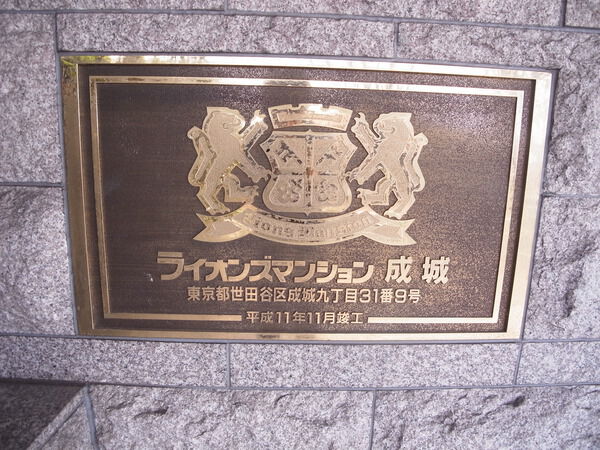 Lions Mansion
ライオンズマンション 成城
東京都世田谷区成城九丁目31番9号
平成11年11月竣工